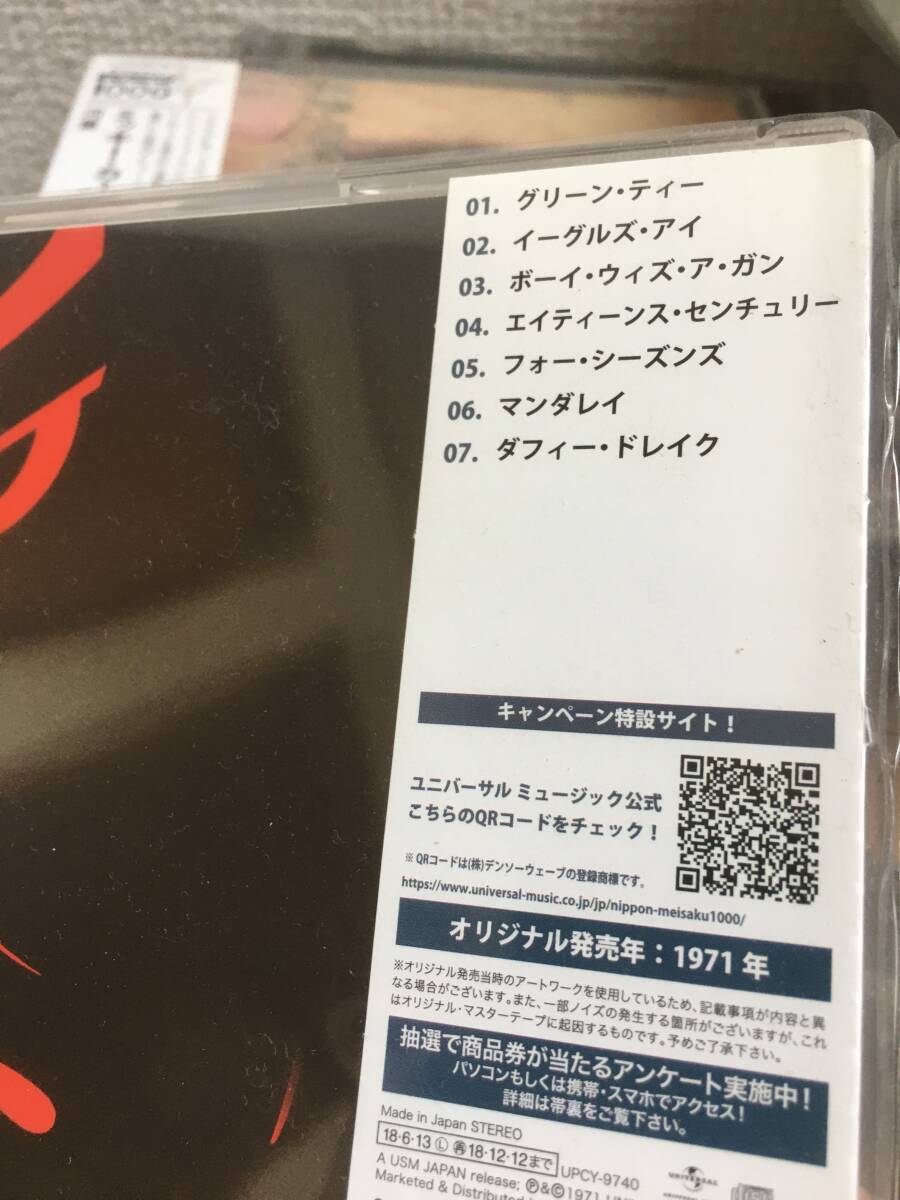 1000
01. グリーン・ティー
02. イーグルズ・アイ
03. ボーイ・ウィズ・ア・ガン
04. エイティーンス・センチュリー
05. フォー・シーズンズ
06. マンダレイ
07. ダフィー・ドレイク
キャンペーン特設サイト！
ユニバーサル ミュージック公式
こちらのQRコードをチェック！
※QRコードは(株)デンソーウェーブの登録商標です。
https://www.universal-music.co.jp/jp/nippon-meisaku1000/
オリジナル発売年：1971年
※オリジナル発売当時のアートワークを使用しているため、記載事項が内容と異
なる場合がございます。また、一部ノイズの発生する箇所がございますが、これ
はオリジナル・マスターテープに起因するものです。予めご了承下さい。
抽選で商品券が当たるアンケート実施中！
パソコンもしくは携帯・スマホでアクセス！
詳細は帯裏をご覧下さい。
Made in Japan STEREO
18・6・13 Ⓛ ㊢18・12・12まで UPCY-9740
A USM JAPAN release; Ⓟ&©1971
Marketed & Distributed
UNIVERSAL